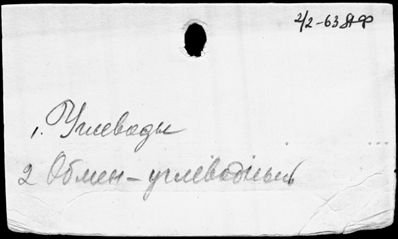 2/2-63
1. Углеводы
2 Обмен - углеводный